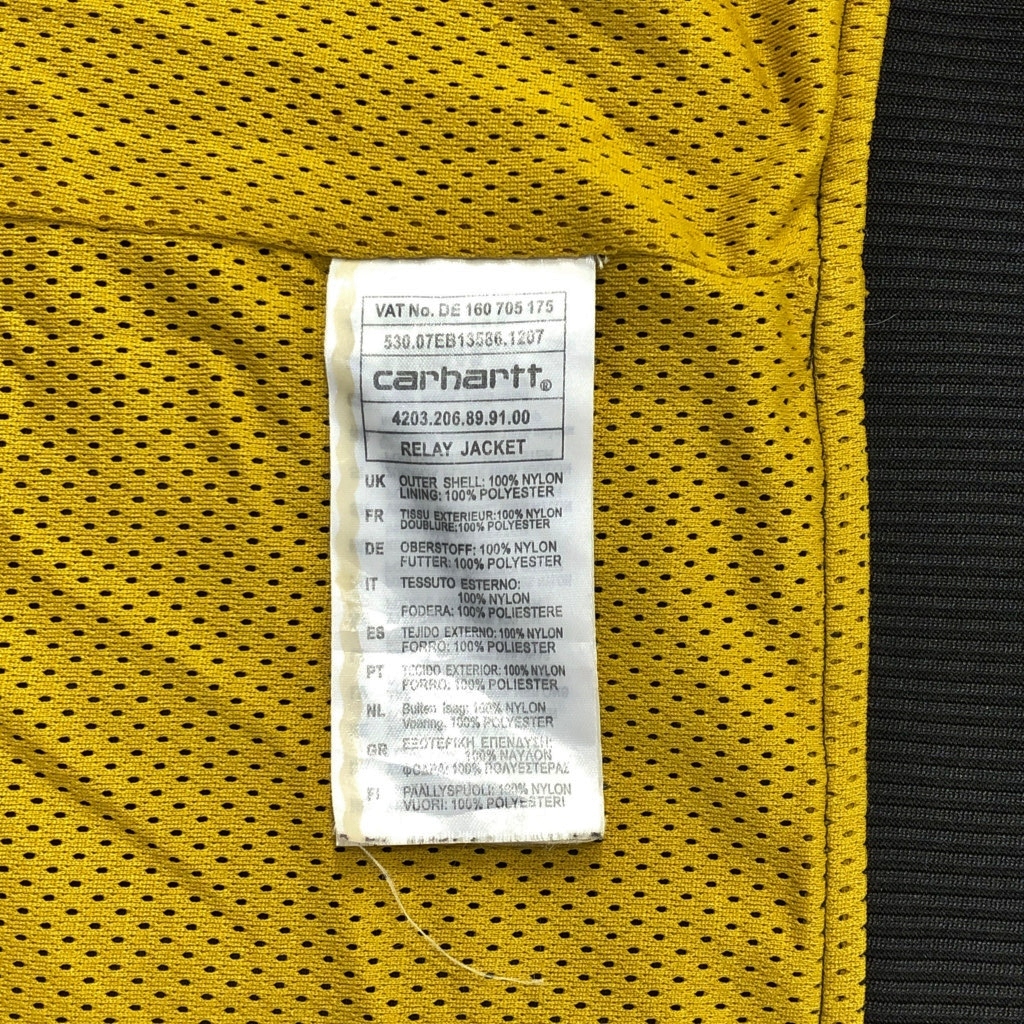 VAT No. DE 160 705 175
530.07EB13586.1207
carhartt®
4203.206.89.91.00
RELAY JACKET
UK OUTER SHELL: 100% NYLON
LINING: 100% POLYESTER
FR TISSU EXTERIEUR:100% NYLON
DOUBLURE:100% POLYESTER
DE OBERSTOFF: 100% NYLON
FUTTER: 100% POLYESTER
IT TESSUTO ESTERNO:
100% NYLON
FODERA: 100% POLIESTERE
ES TEJIDO EXTERNO: 100% NYLON
FORRO: 100% POLIESTER
PT TECIDO EXTERIOR: 100% NYLON
FORRO: 100% POLIESTER
NL Buiten 100% NYLON
Voering. 100% POLYESTER
GR ΕΞΩΤΕΡΙΚΗ ΕΠΕΝΔΥΣΗ:
100% ΝΑΥΛΟΝ
ΦΟΔΡΑ: 100% ΠΟΛΥΕΣΤΕΡΑΣ
FI PÄÄLLYSPUOLI: 100% NYLON
VUORI: 100% POLYESTERI